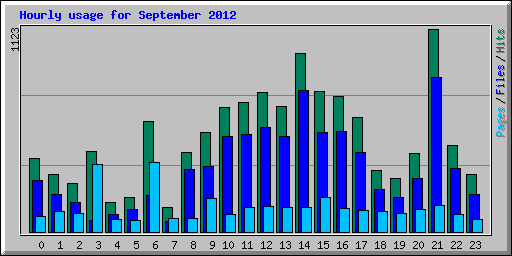 Hourly usage for September 2012
1123
Pages/Files/Hits
0 1 2 3 4 5 6 7 8 9 10 11 12 13 14 15 16 17 18 19 20 21 22 23